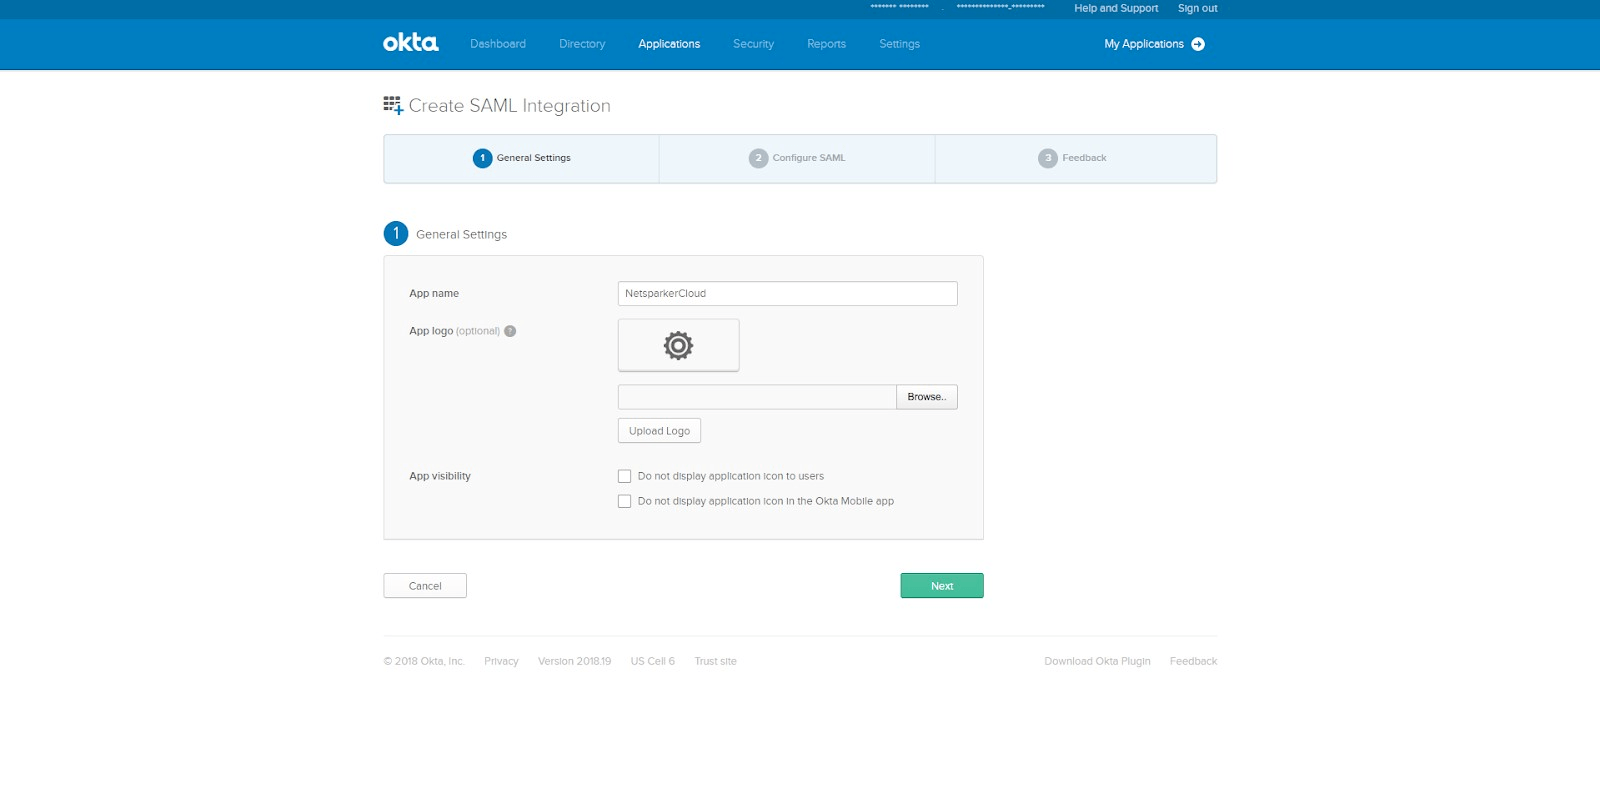 ******* ******** - **************-********* Help and Support Sign out
okta Dashboard Directory Applications Security Reports Settings My Applications
Create SAML Integration
1 General Settings 2 Configure SAML 3 Feedback
1 General Settings
App name NetsparkerCloud
App logo (optional) ?
Browse..
Upload Logo
App visibility Do not display application icon to users
Do not display application icon in the Okta Mobile app
Cancel Next
© 2018 Okta, Inc. Privacy Version 2018.19 US Cell 6 Trust site Download Okta Plugin Feedback